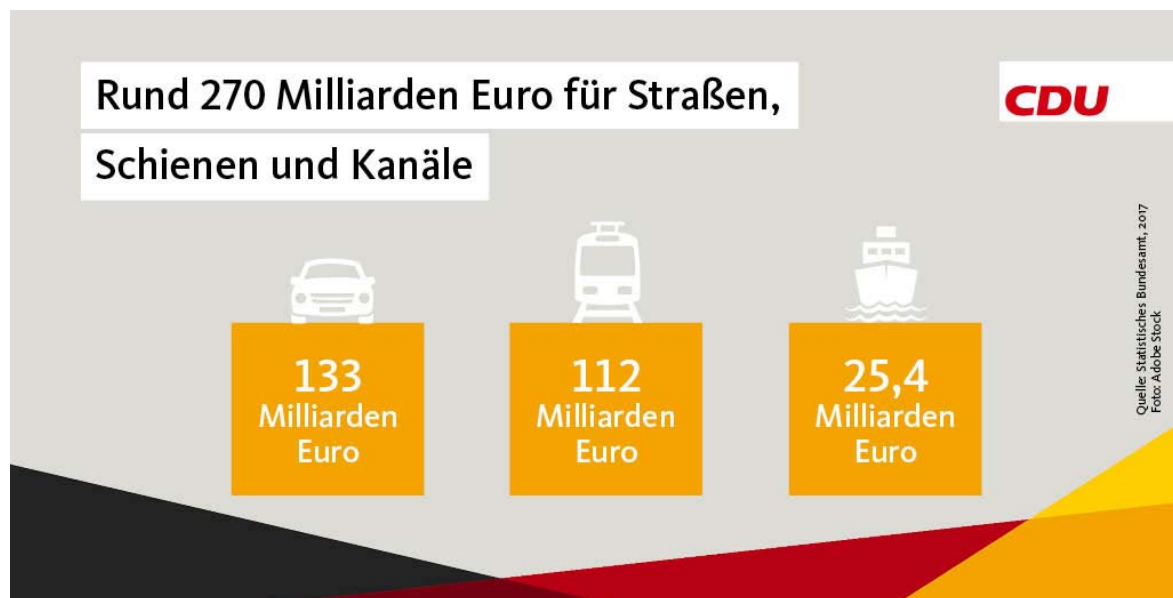 Rund 270 Milliarden Euro für Straßen,
Schienen und Kanäle
CDU
133
Milliarden
Euro
112
Milliarden
Euro
25,4
Milliarden
Euro
Quelle: Statistisches Bundesamt, 2017
Foto: Adobe Stock